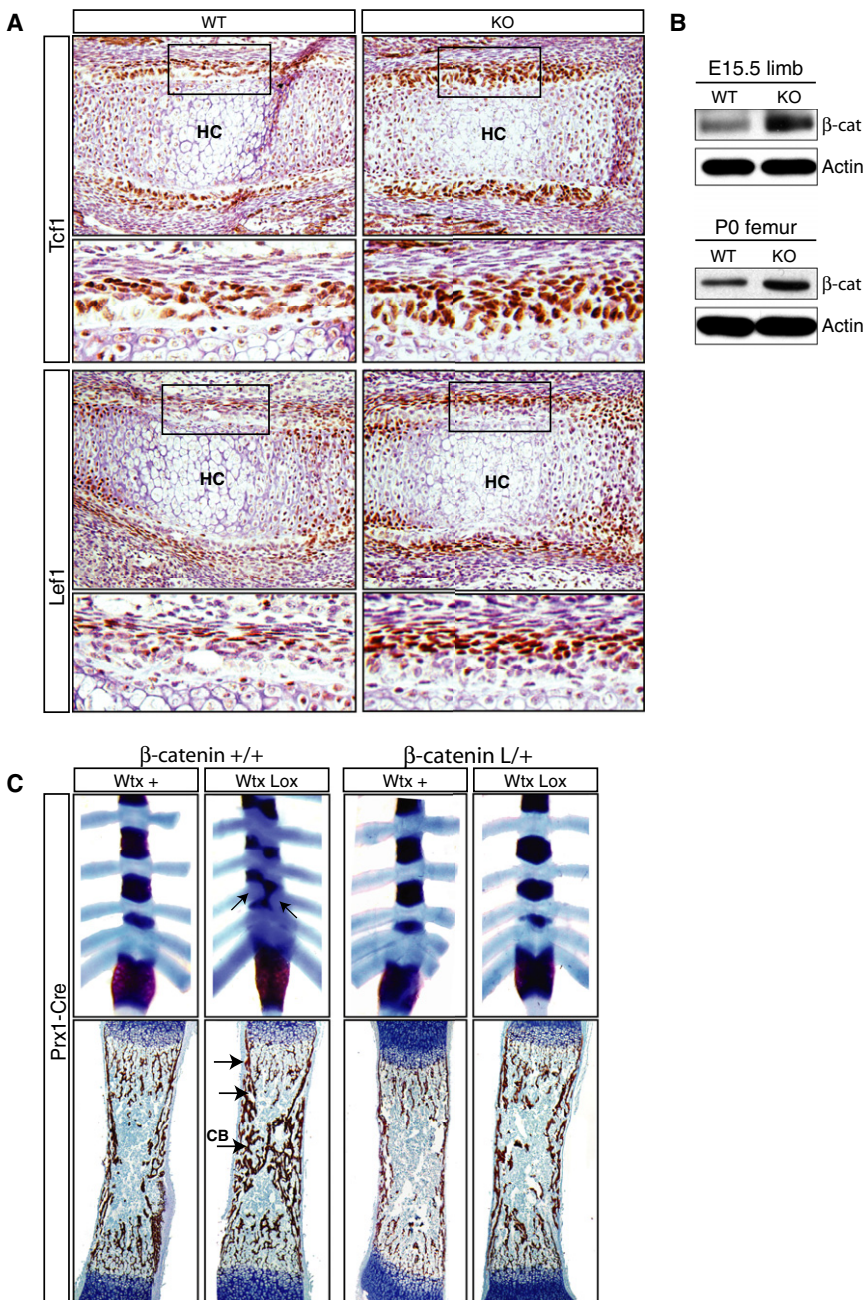 A
WT
KO
Tcf1
HC
HC
Lef1
HC
HC
B
E15.5 limb
WT KO
β-cat
Actin
P0 femur
WT KO
β-cat
Actin
C
β-catenin +/+
β-catenin L/+
Wtx +
Wtx Lox
Wtx +
Wtx Lox
Prx1-Cre
CB